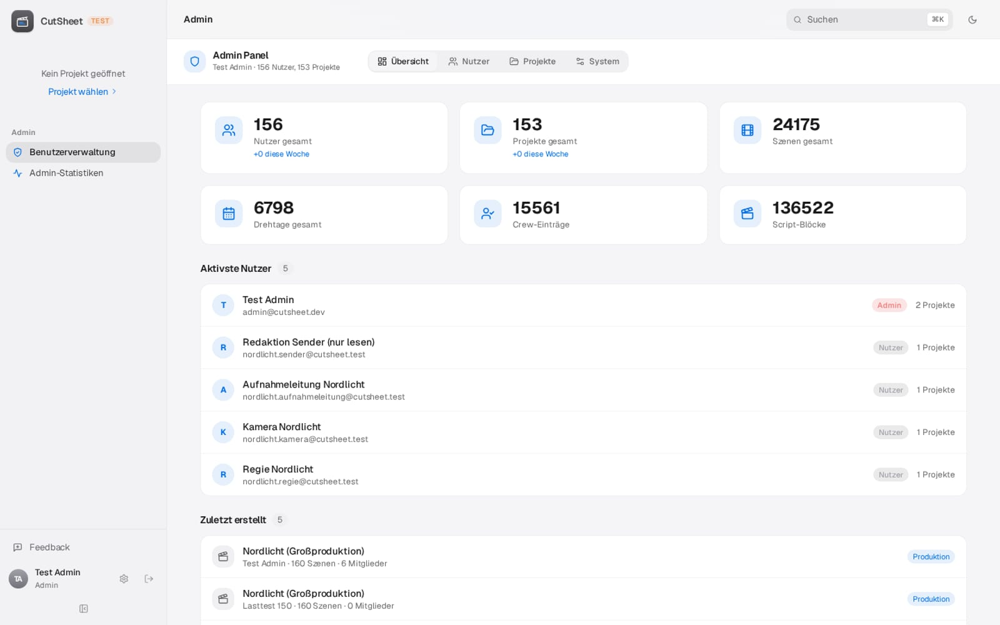 CutSheet TEST
Kein Projekt geöffnet
Projekt wählen
Admin
Benutzerverwaltung
Admin-Statistiken
Feedback
TA
Test Admin
Admin
Admin
Suchen
⌘K
Admin Panel
Test Admin · 156 Nutzer, 153 Projekte
Übersicht
Nutzer
Projekte
System
156
Nutzer gesamt
+0 diese Woche
153
Projekte gesamt
+0 diese Woche
24175
Szenen gesamt
6798
Drehtage gesamt
15561
Crew-Einträge
136522
Script-Blöcke
Aktivste Nutzer 5
T
Test Admin
admin@cutsheet.dev
Admin 2 Projekte
R
Redaktion Sender (nur lesen)
nordlicht.sender@cutsheet.test
Nutzer 1 Projekte
A
Aufnahmeleitung Nordlicht
nordlicht.aufnahmeleitung@cutsheet.test
Nutzer 1 Projekte
K
Kamera Nordlicht
nordlicht.kamera@cutsheet.test
Nutzer 1 Projekte
R
Regie Nordlicht
nordlicht.regie@cutsheet.test
Nutzer 1 Projekte
Zuletzt erstellt 5
Nordlicht (Großproduktion)
Test Admin · 160 Szenen · 6 Mitglieder
Produktion
Nordlicht (Großproduktion)
Lasttest 150 · 160 Szenen · 0 Mitglieder
Produktion